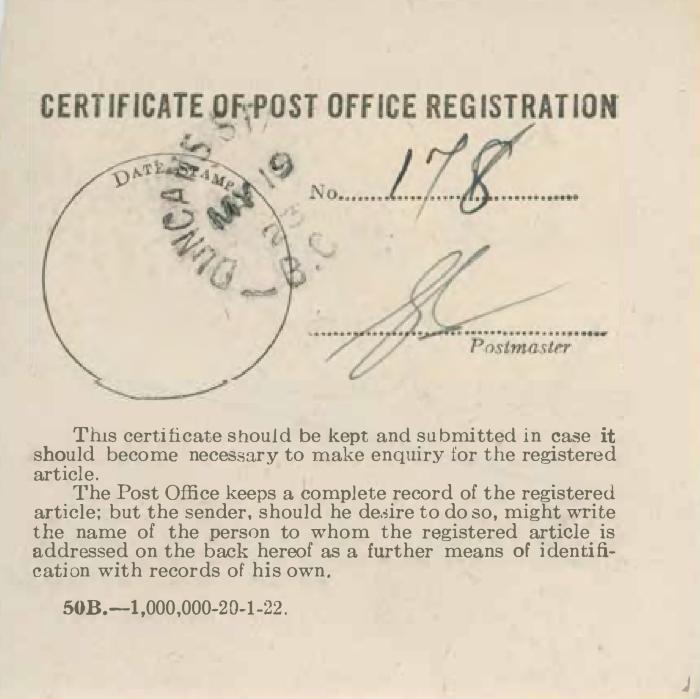 CERTIFICATE OF POST OFFICE REGISTRATION
DATE STAMP
DUNCANS STN
MY 19
B.C
No. 178
Postmaster
This certificate should be kept and submitted in case it
should become necessary to make enquiry for the registered
article.
The Post Office keeps a complete record of the registered
article; but the sender, should he desire to do so, might write
the name of the person to whom the registered article is
addressed on the back hereof as a further means of identifi-
cation with records of his own.
50B.—1,000,000-20-1-22.